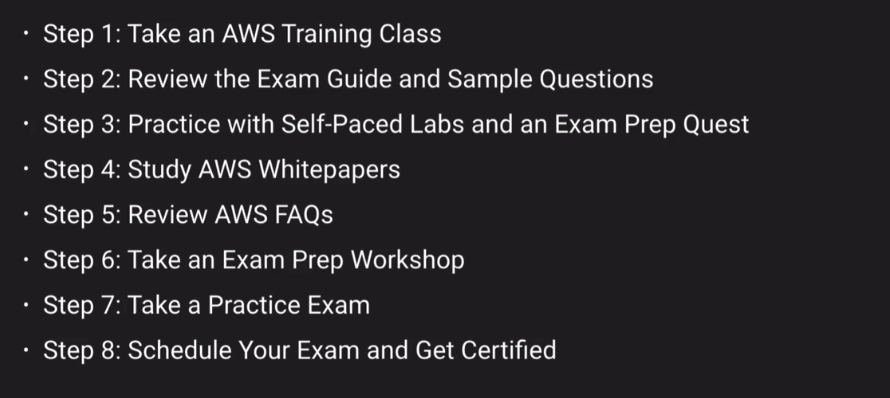 • Step 1: Take an AWS Training Class
• Step 2: Review the Exam Guide and Sample Questions
• Step 3: Practice with Self-Paced Labs and an Exam Prep Quest
• Step 4: Study AWS Whitepapers
• Step 5: Review AWS FAQs
• Step 6: Take an Exam Prep Workshop
• Step 7: Take a Practice Exam
• Step 8: Schedule Your Exam and Get Certified